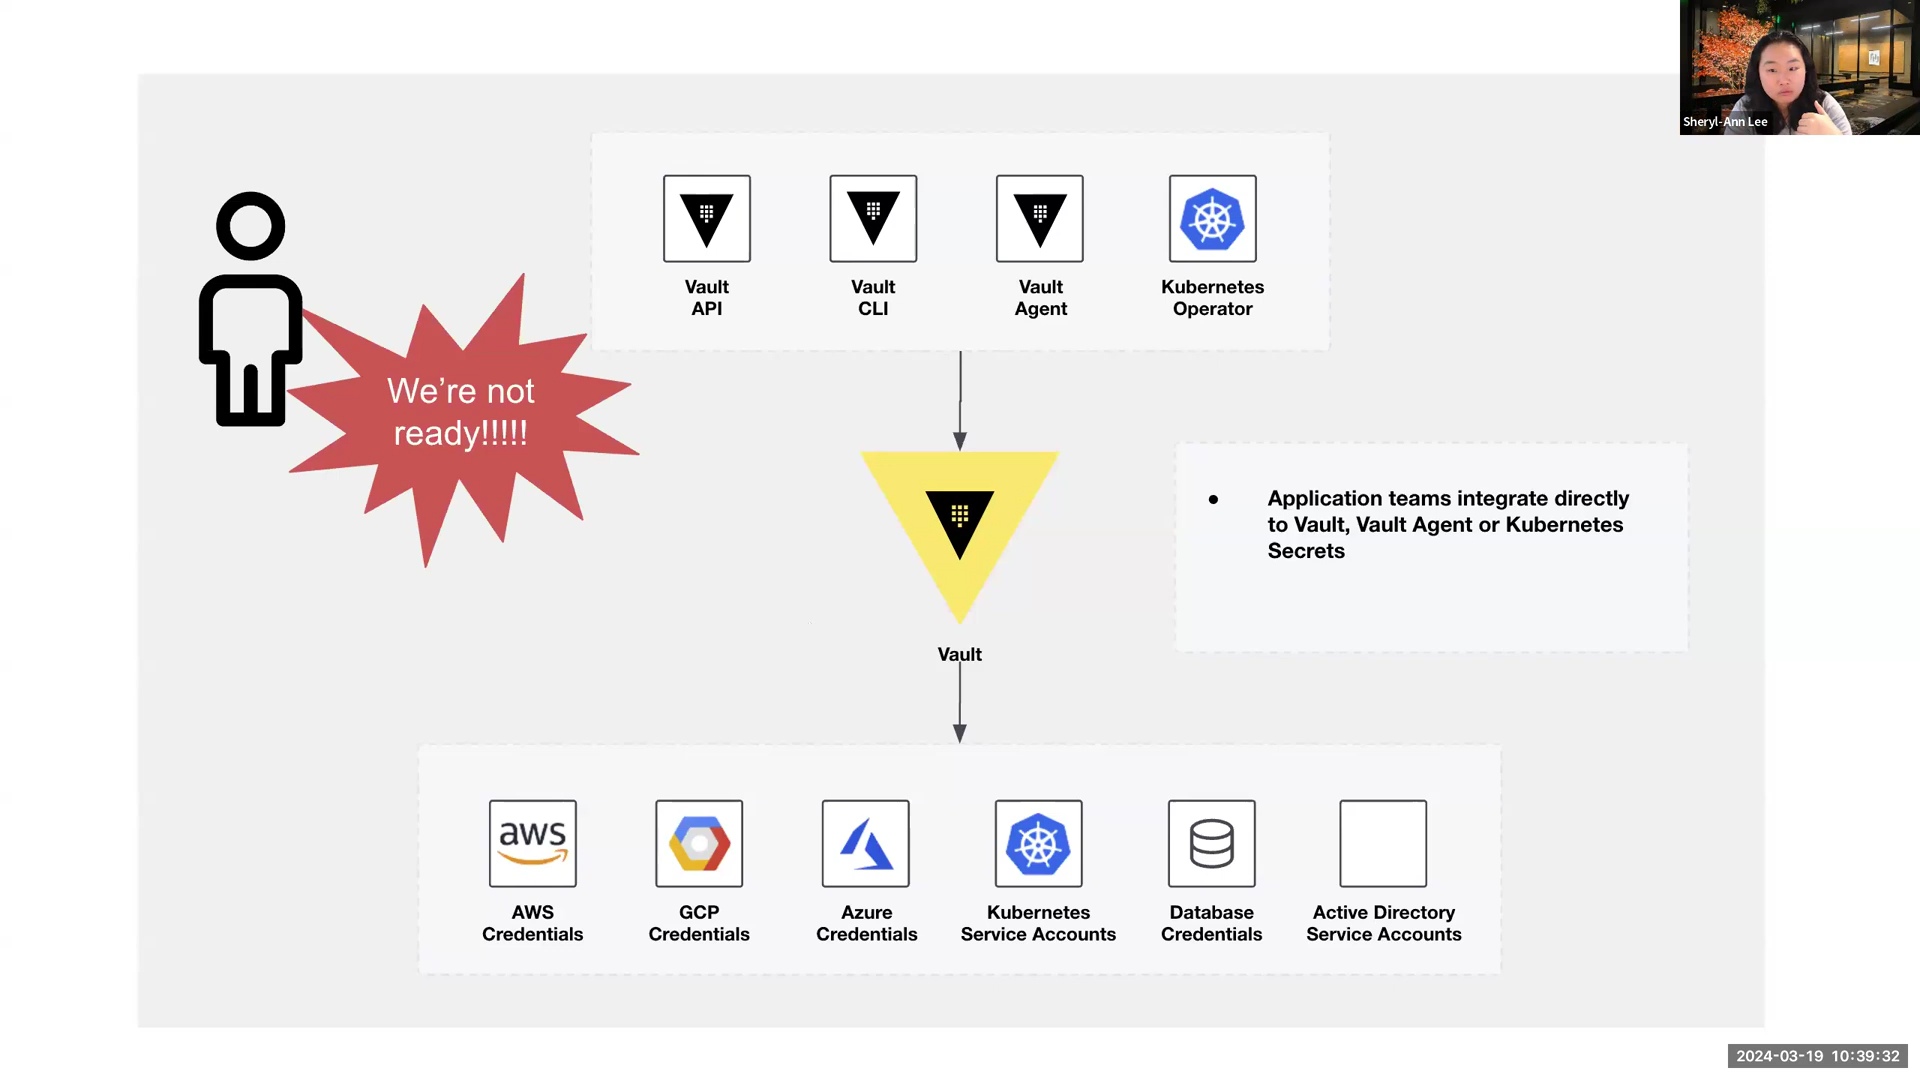 Sheryl-Ann Lee
Vault
API
Vault
CLI
Vault
Agent
Kubernetes
Operator
We’re not
ready!!!!!
Application teams integrate directly
to Vault, Vault Agent or Kubernetes
Secrets
Vault
aws
AWS
Credentials
GCP
Credentials
Azure
Credentials
Kubernetes
Service Accounts
Database
Credentials
Active Directory
Service Accounts
2024-03-19 10:39:32